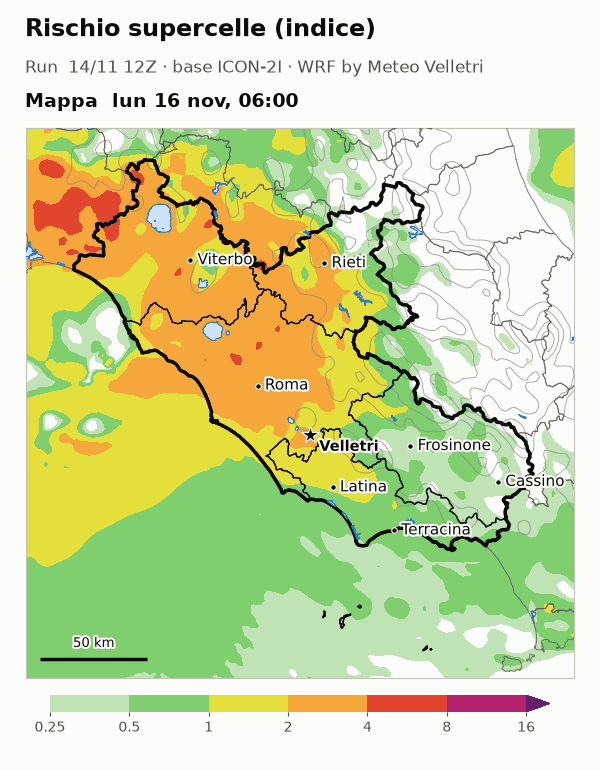 Rischio supercelle (indice)
Run  14/11 12Z · base ICON-2I · WRF by Meteo Velletri
Mappa  lun 16 nov, 06:00
Viterbo
Rieti
Roma
Velletri
Frosinone
Cassino
Latina
Terracina
50 km
0.25 0.5 1 2 4 8 16